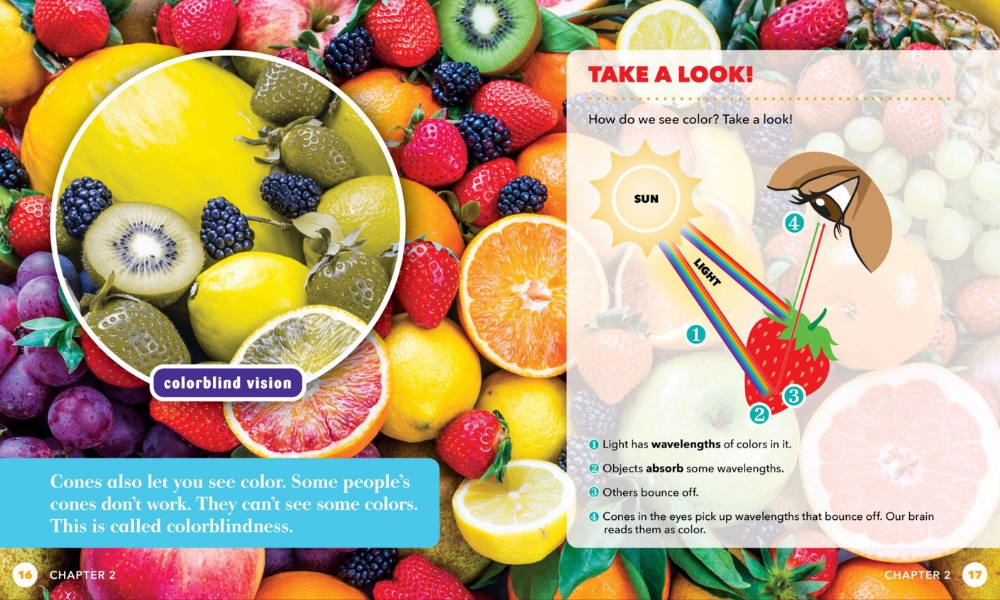 colorblind vision
Cones also let you see color. Some people's
cones don't work. They can't see some colors.
This is called colorblindness.
16 CHAPTER 2
TAKE A LOOK!
How do we see color? Take a look!
SUN
LIGHT
4
1
3
2
1 Light has wavelengths of colors in it.
2 Objects absorb some wavelengths.
3 Others bounce off.
4 Cones in the eyes pick up wavelengths that bounce off. Our brain
reads them as color.
CHAPTER 2 17